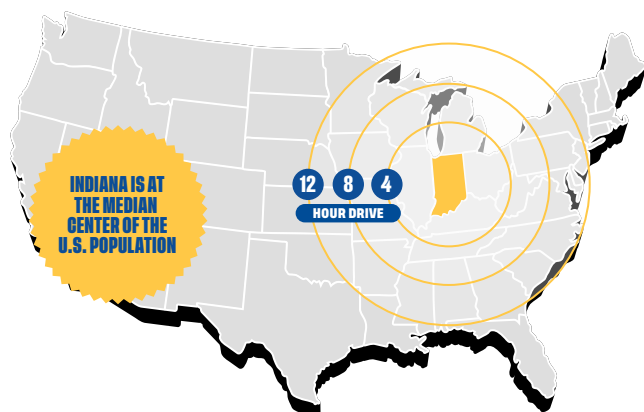 INDIANA IS AT
THE MEDIAN
CENTER OF THE
U.S. POPULATION
12 8 4
HOUR DRIVE